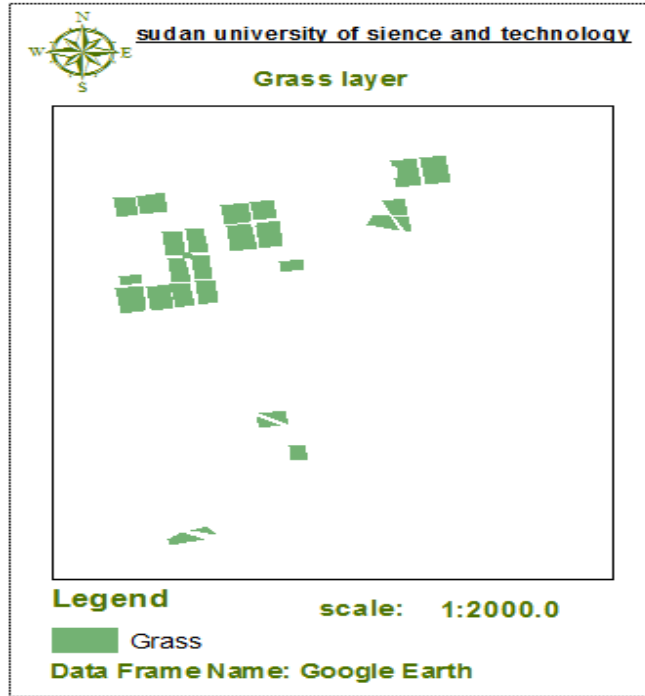 N
W E
S
sudan university of sience and technology
Grass layer
Legend
scale: 1:2000.0
Grass
Data Frame Name: Google Earth